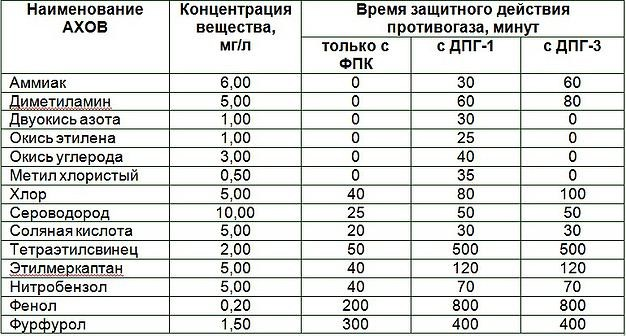 Наименование АХОВ | Концентрация вещества, мг/л | Время защитного действия противогаза, минут
только с ФПК | с ДПГ-1 | с ДПГ-3
Аммиак 6,00 0 30 60
Диметиламин 5,00 0 60 80
Двуокись азота 1,00 0 30 0
Окись этилена 1,00 0 25 0
Окись углерода 3,00 0 40 0
Метил хлористый 0,50 0 35 0
Хлор 5,00 40 80 100
Сероводород 10,00 25 50 50
Соляная кислота 5,00 20 30 30
Тетраэтилсвинец 2,00 50 500 500
Этилмеркаптан 5,00 40 120 120
Нитробензол 5,00 40 70 70
Фенол 0,20 200 800 800
Фурфурол 1,50 300 400 400